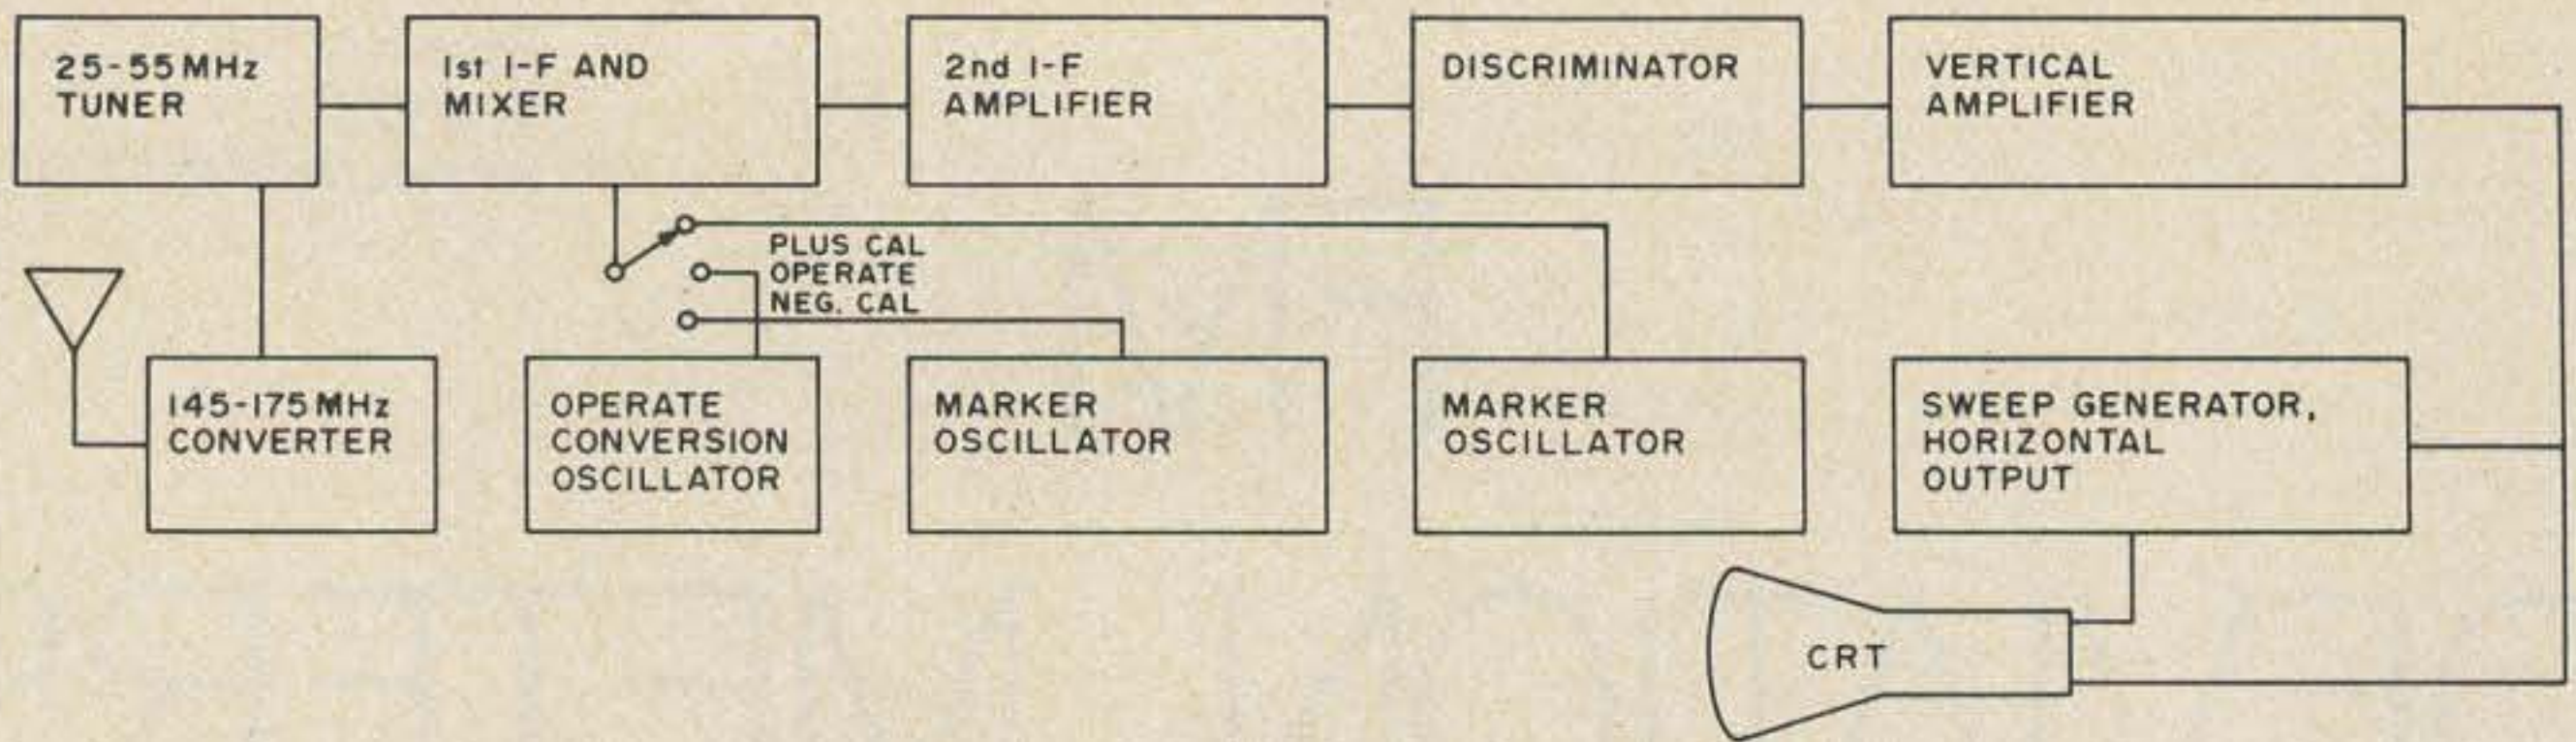 25-55 MHz
TUNER
1st I-F AND
MIXER
2nd I-F
AMPLIFIER
DISCRIMINATOR
VERTICAL
AMPLIFIER
PLUS CAL
OPERATE
NEG. CAL
145-175 MHz
CONVERTER
OPERATE
CONVERSION
OSCILLATOR
MARKER
OSCILLATOR
MARKER
OSCILLATOR
SWEEP GENERATOR,
HORIZONTAL
OUTPUT
CRT